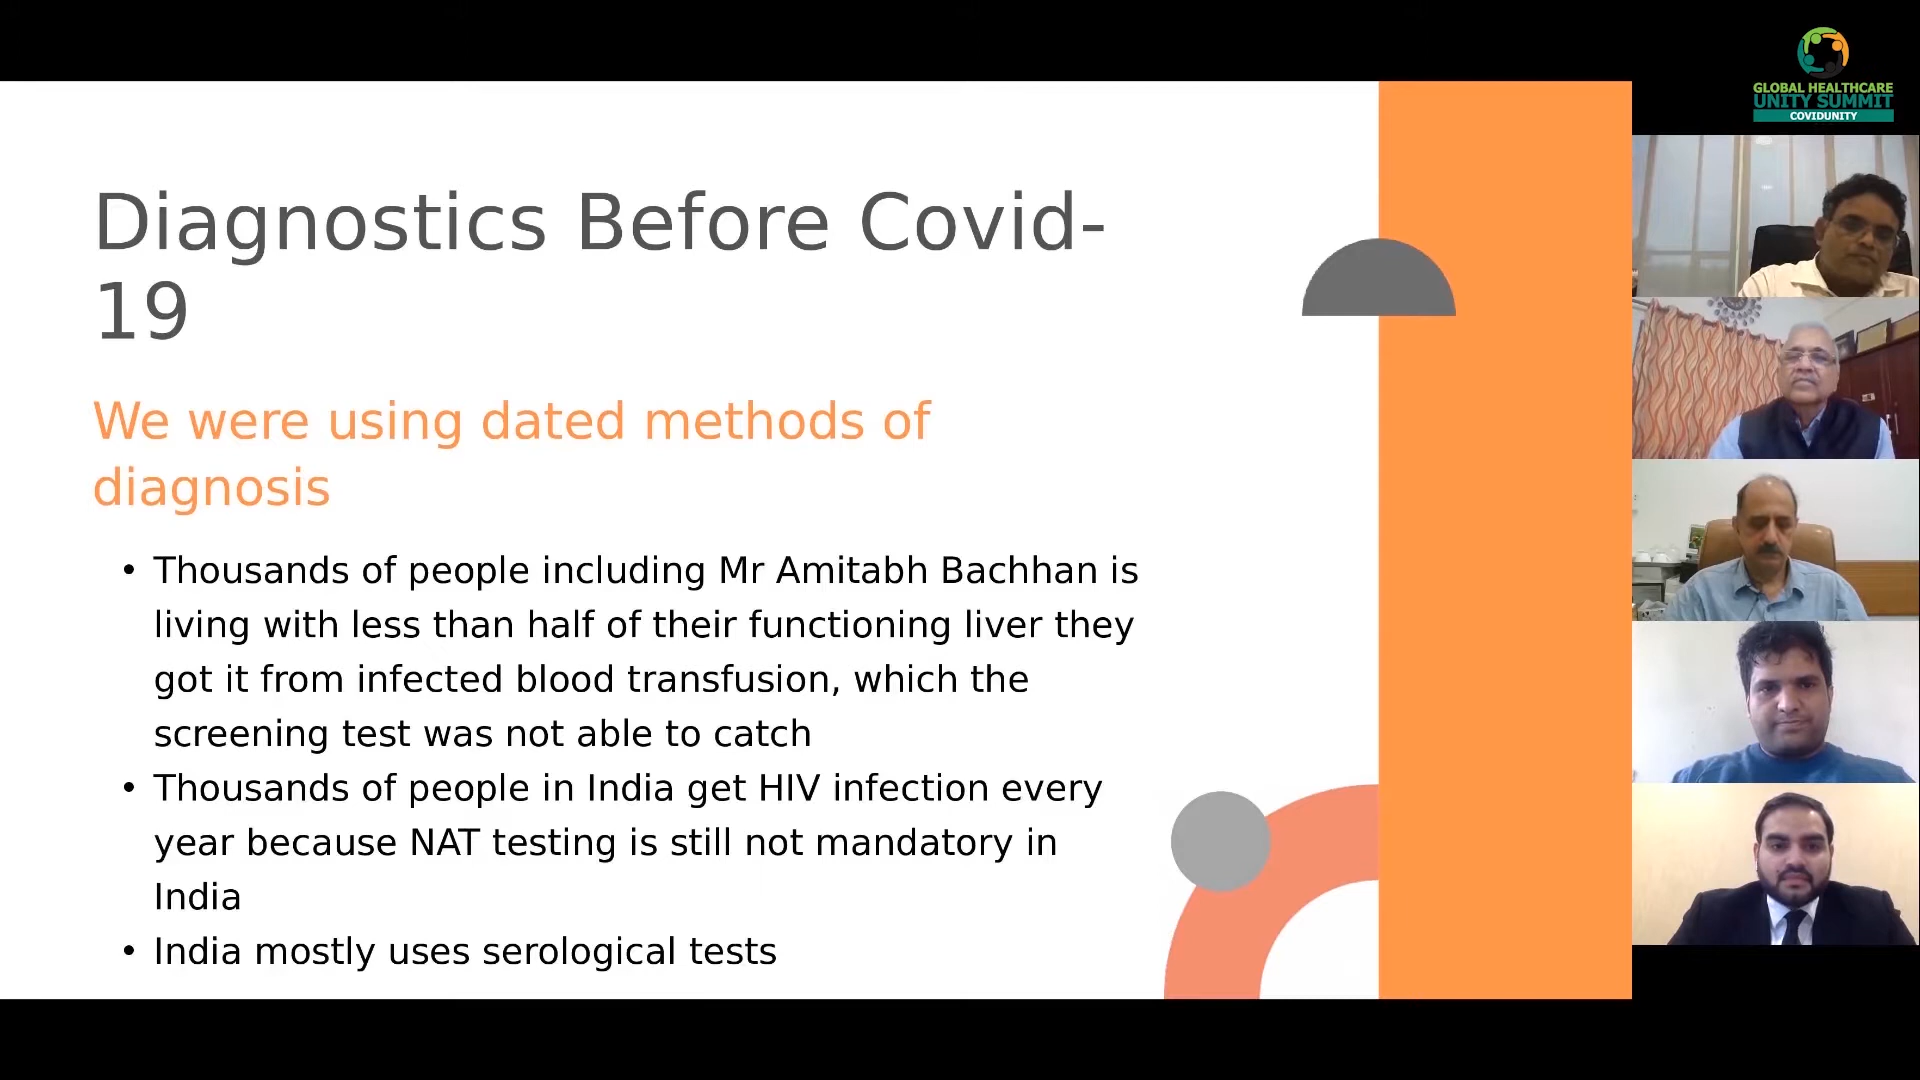 GLOBAL HEALTHCARE
UNITY SUMMIT
COVIDUNITY
Diagnostics Before Covid-
19
We were using dated methods of
diagnosis
• Thousands of people including Mr Amitabh Bachhan is
living with less than half of their functioning liver they
got it from infected blood transfusion, which the
screening test was not able to catch
• Thousands of people in India get HIV infection every
year because NAT testing is still not mandatory in
India
• India mostly uses serological tests